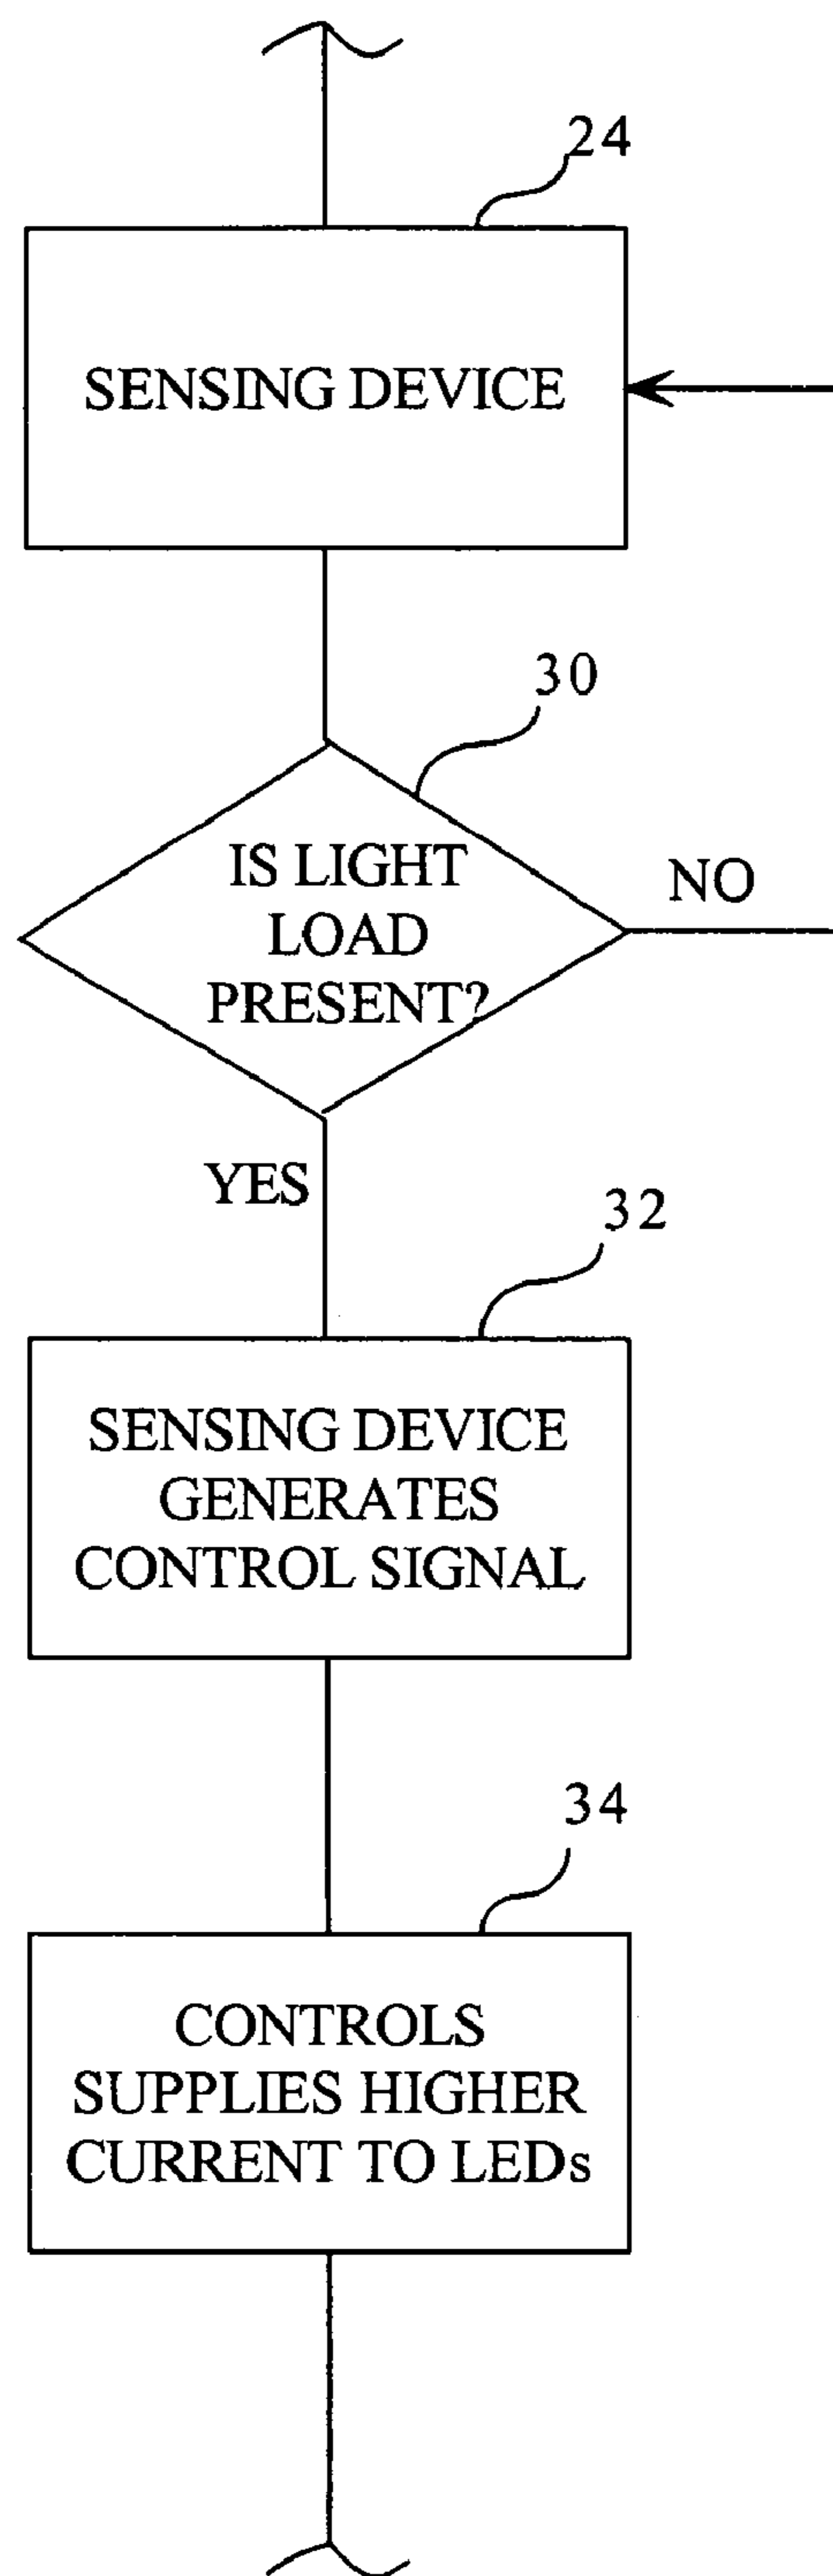 24
SENSING DEVICE
30
IS LIGHT
LOAD
PRESENT?
NO
YES
32
SENSING DEVICE
GENERATES
CONTROL SIGNAL
34
CONTROLS
SUPPLIES HIGHER
CURRENT TO LEDs